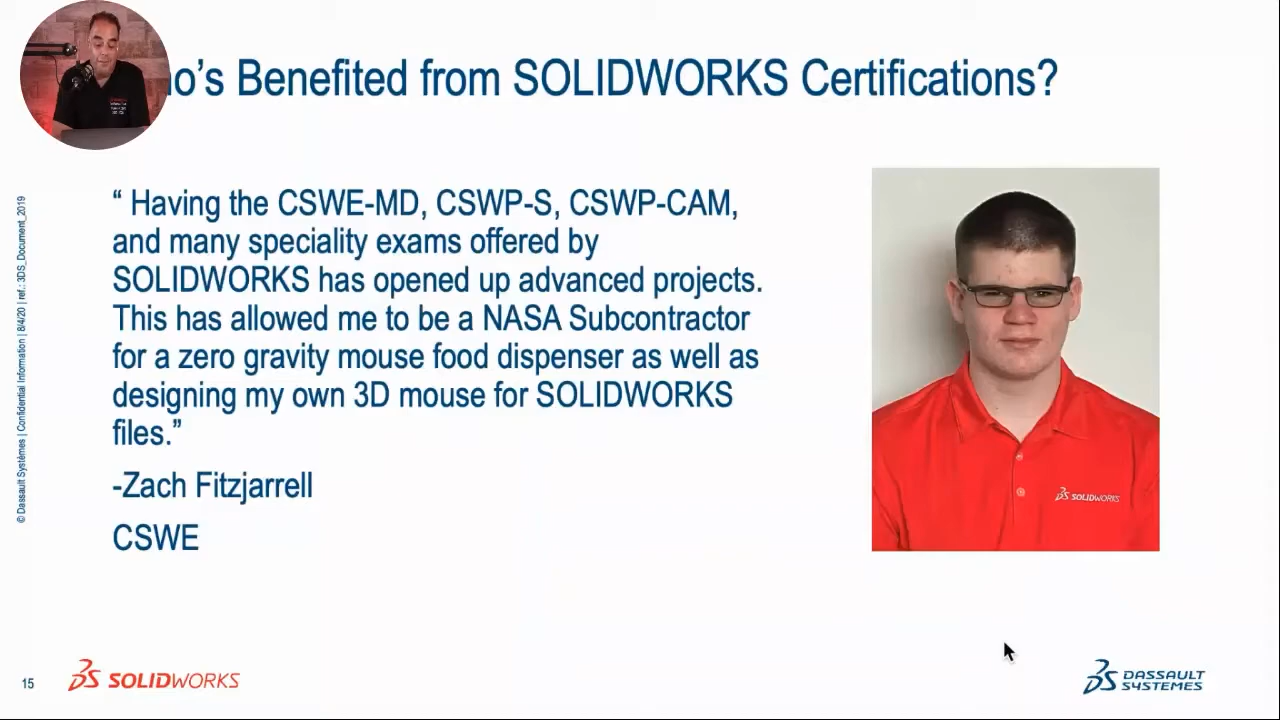 o's Benefited from SOLIDWORKS Certifications?
“ Having the CSWE-MD, CSWP-S, CSWP-CAM,
and many speciality exams offered by
SOLIDWORKS has opened up advanced projects.
This has allowed me to be a NASA Subcontractor
for a zero gravity mouse food dispenser as well as
designing my own 3D mouse for SOLIDWORKS
files.”
-Zach Fitzjarrell
CSWE
SOLIDWORKS
© Dassault Systèmes | Confidential Information | 8/4/20 | ref.: 3DS_Document_2019
15
SOLIDWORKS
DASSAULT
SYSTEMES